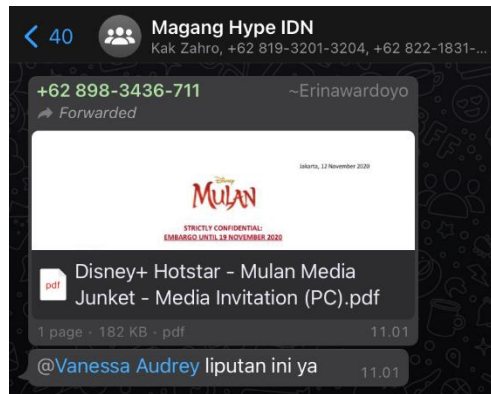 40
Magang Hype IDN
Kak Zahro, +62 819-3201-3204, +62 822-1831-...
+62 898-3436-711 ~Erinawardoyo
Forwarded
Jakarta, 12 November 2020
Disney
MULAN
STRICTLY CONFIDENTIAL:
EMBARGO UNTIL 19 NOVEMBER 2020
pdf
Disney+ Hotstar - Mulan Media
Junket - Media Invitation (PC).pdf
1 page · 182 KB · pdf 11.01
@Vanessa Audrey liputan ini ya 11.01